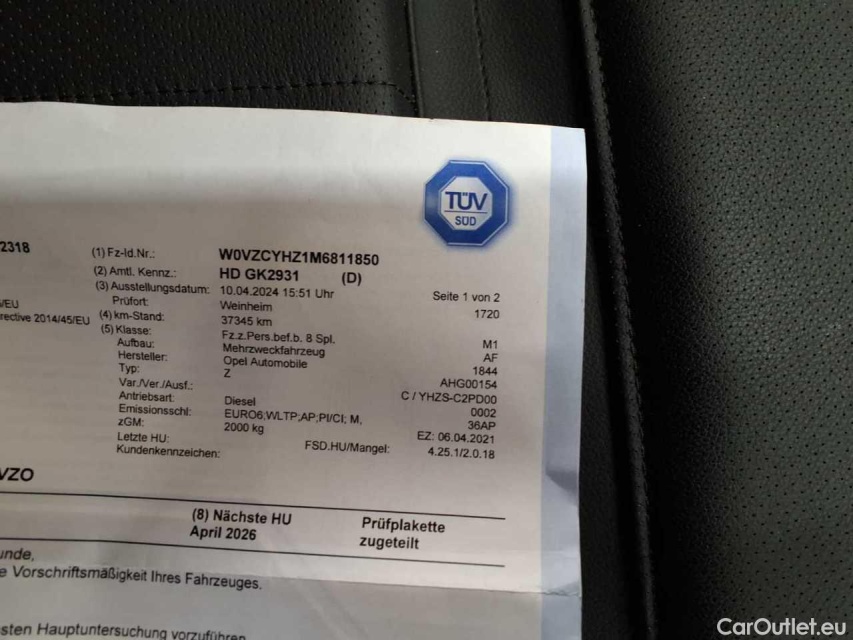 TÜV
SÜD
2318
(1) Fz-Id.Nr.: W0VZCYHZ1M6811850
(2) Amtl. Kennz.: HD GK2931 (D)
(3) Ausstellungsdatum: 10.04.2024 15:51 Uhr Seite 1 von 2
Prüfort: Weinheim 1720
/EU
rective 2014/45/EU
(4) km-Stand: 37345 km
(5) Klasse: Fz.z.Pers.bef.b. 8 Spl. M1
Aufbau: Mehrzweckfahrzeug AF
Hersteller: Opel Automobile 1844
Typ: Z AHG00154
Var./Ver./Ausf.: C / YHZS-C2PD00
Antriebsart: Diesel 0002
Emissionsschl: EURO6;WLTP;AP;PI/CI; M, 36AP
zGM: 2000 kg EZ: 06.04.2021
Letzte HU: FSD.HU/Mangel: 4.25.1/2.0.18
Kundenkennzeichen:
VZO
(8) Nächste HU Prüfplakette
April 2026 zugeteilt
unde,
e Vorschriftsmäßigkeit Ihres Fahrzeuges.
sten Hauptuntersuchung vorzuführen
CarOutlet.eu